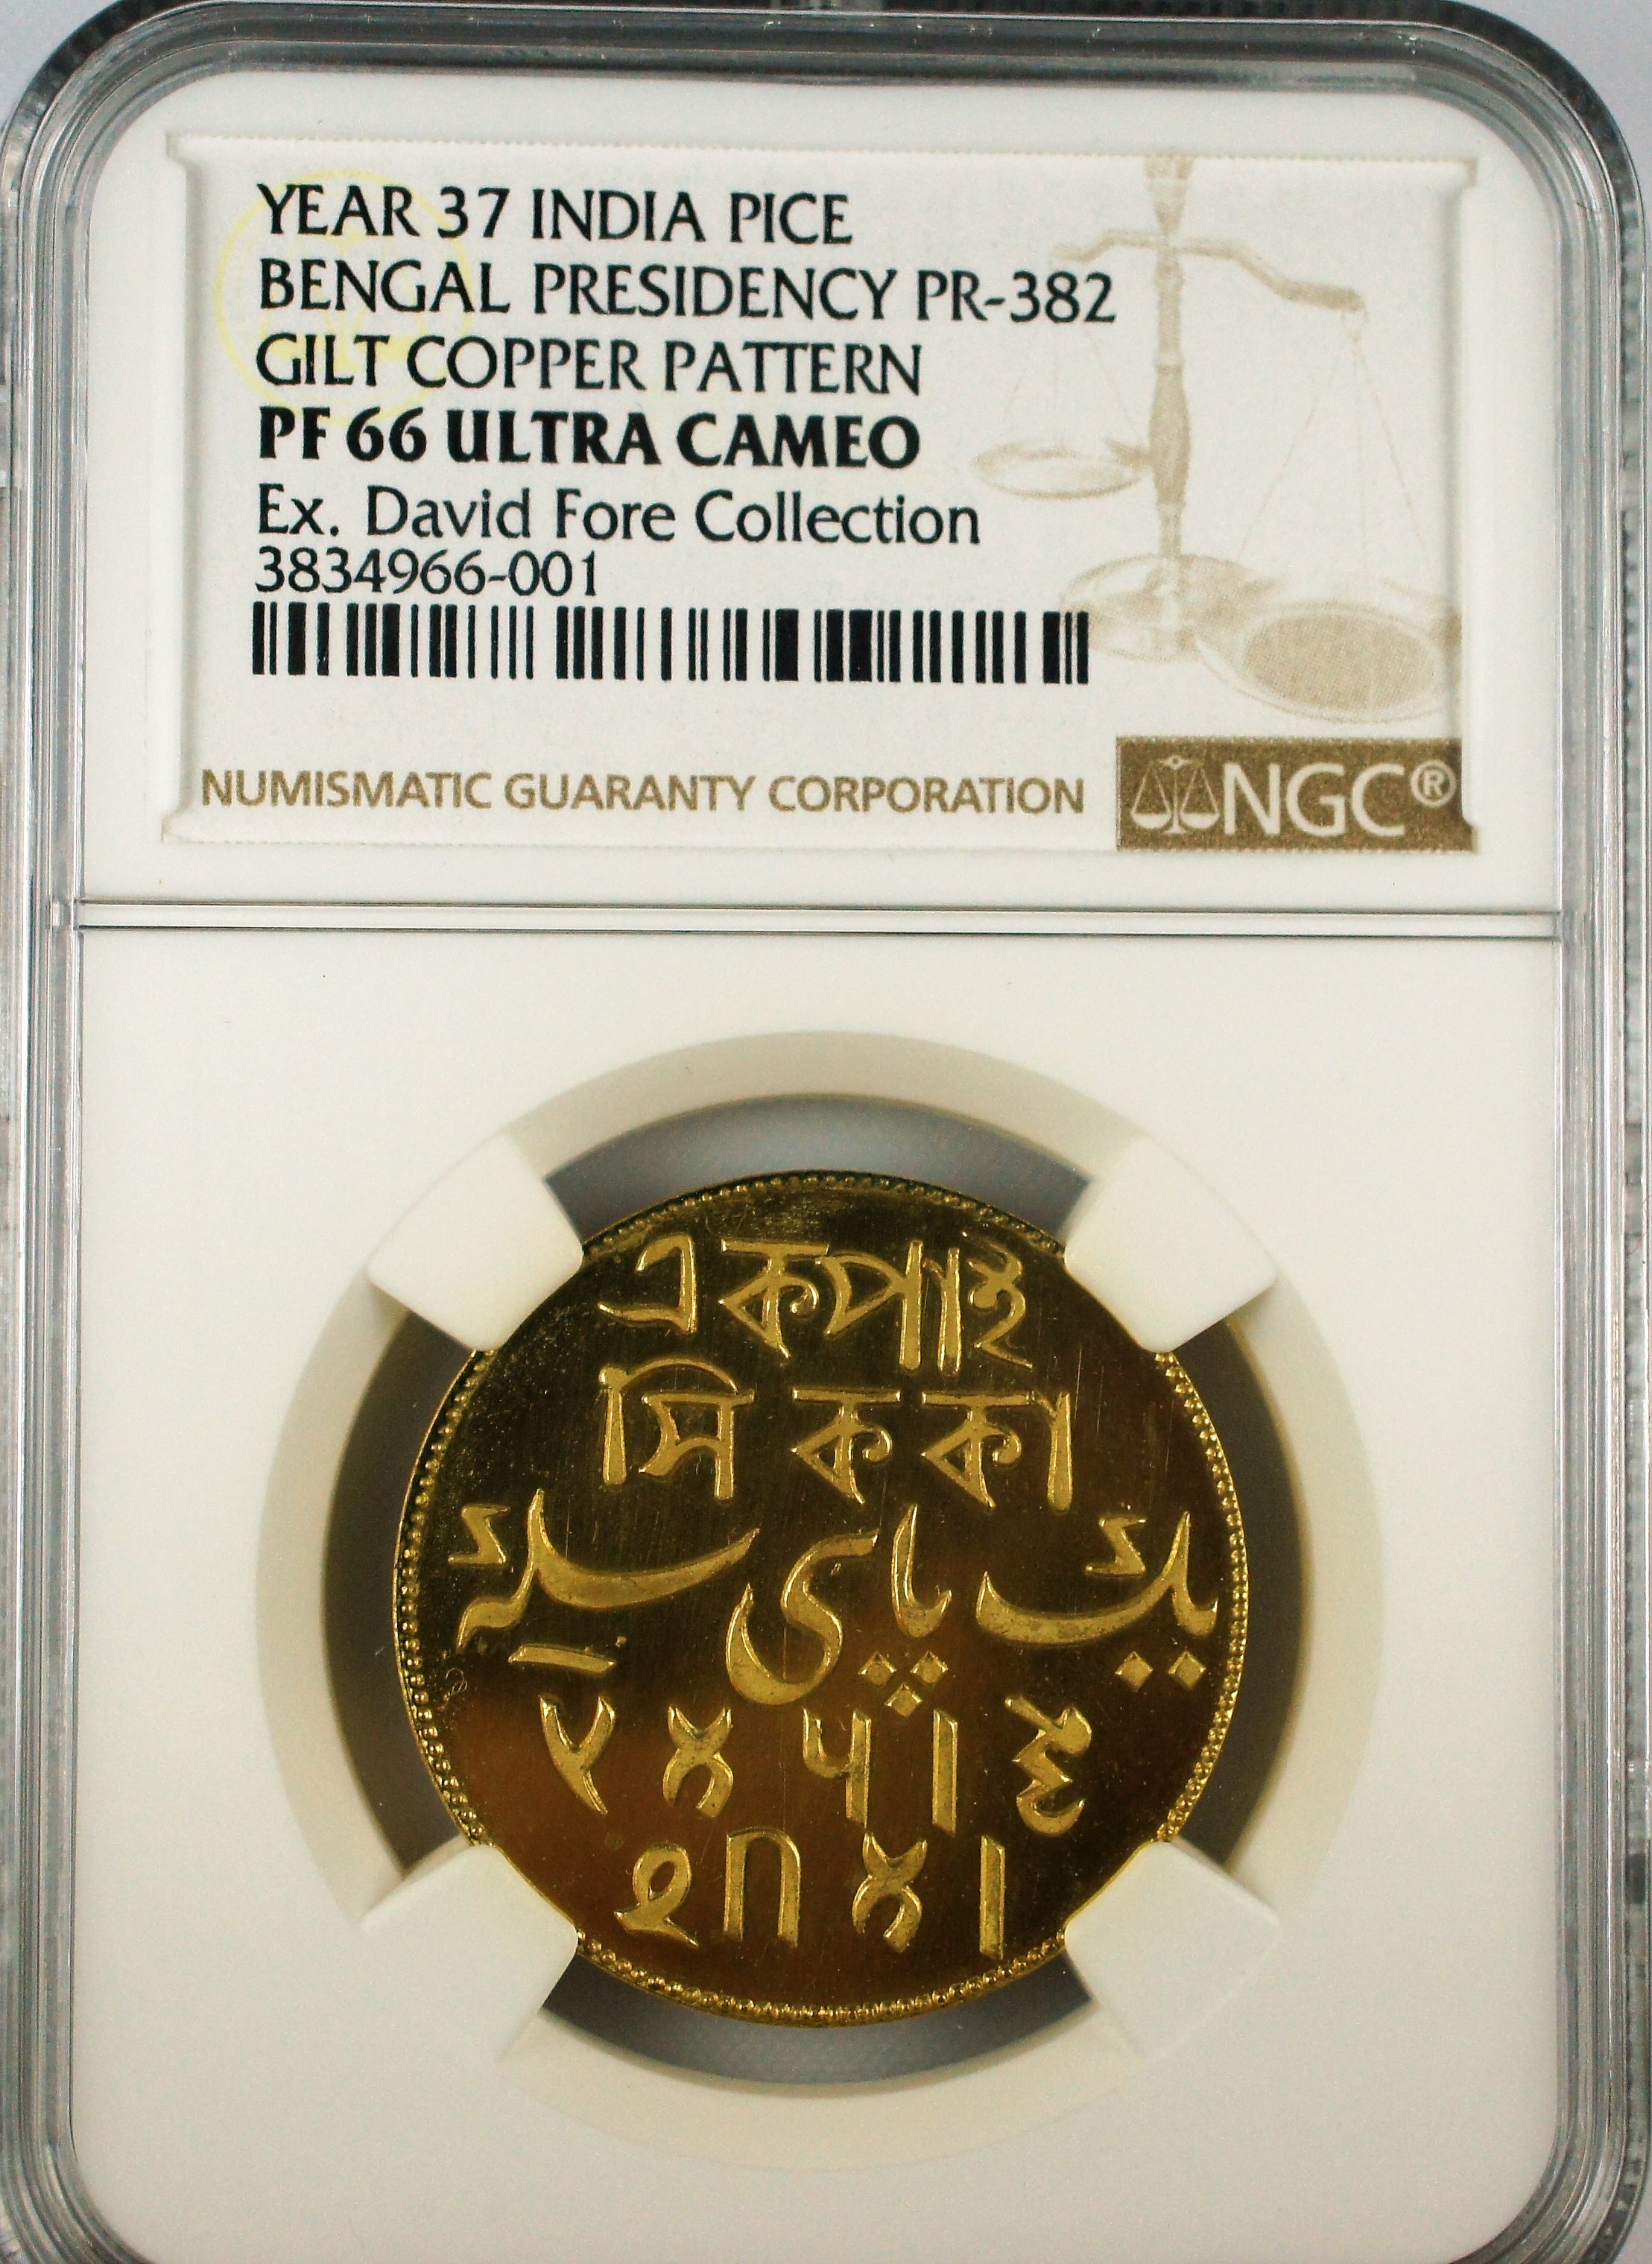 YEAR 37 INDIA PICE
BENGAL PRESIDENCY PR-382
GILT COPPER PATTERN
PF 66 ULTRA CAMEO
Ex. David Fore Collection
3834966-001
NUMISMATIC GUARANTY CORPORATION
NGC®
একপাই
সিককা
یک پای سکه